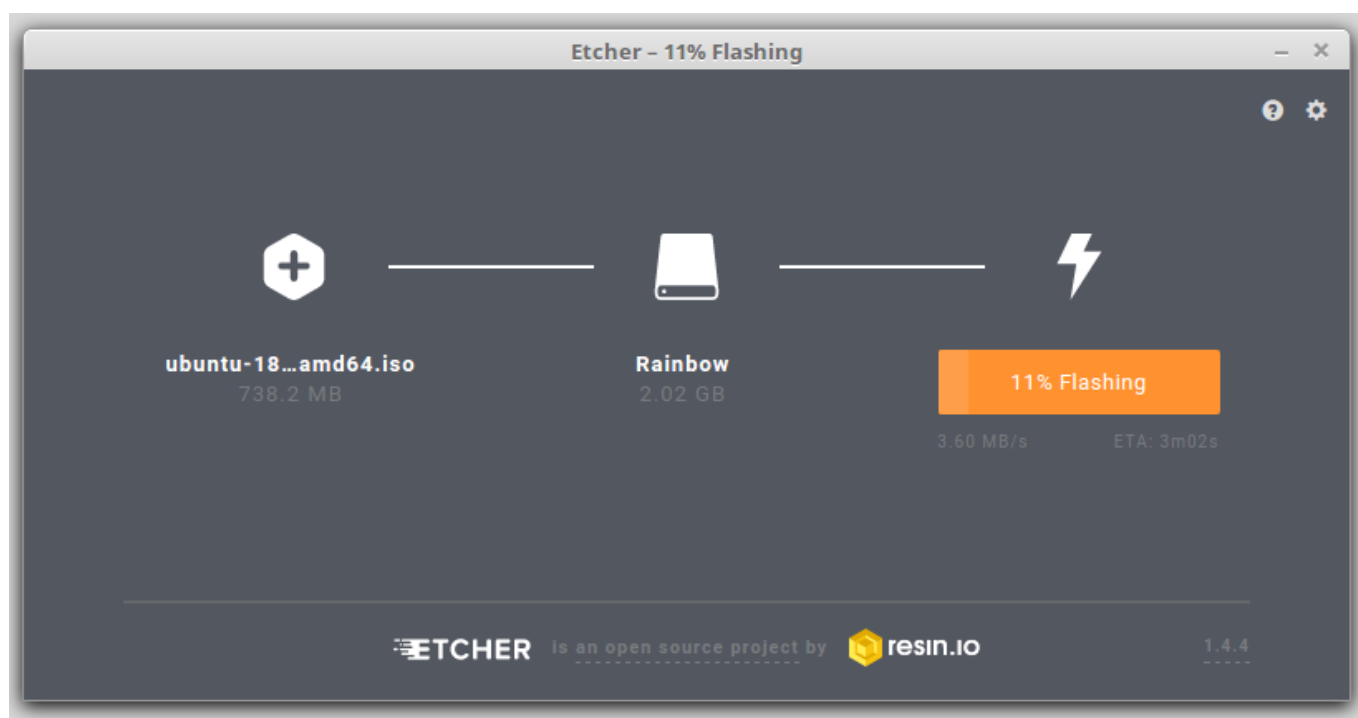 Etcher – 11% Flashing
ubuntu-18…amd64.iso
738.2 MB
Rainbow
2.02 GB
11% Flashing
3.60 MB/s ETA: 3m02s
ETCHER is an open source project by resin.io 1.4.4